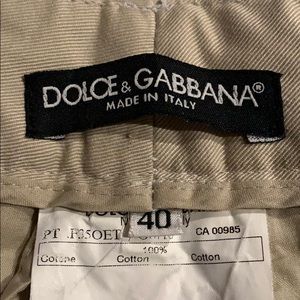 DOLCE & GABBANA®
MADE IN ITALY
40
CA 00985
100%
Cotone Cotton Cotton